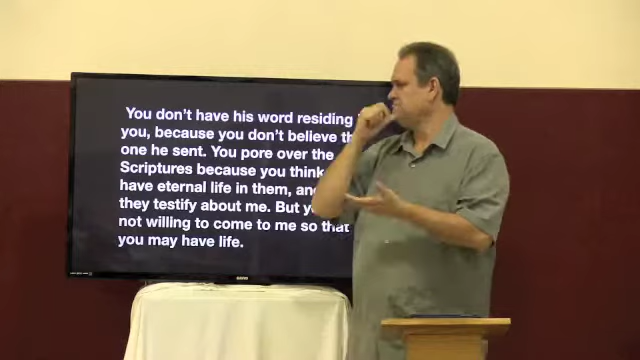 You don't have his word residing
you, because you don't believe
one he sent. You pore over the
Scriptures because you think
have eternal life in them, and
they testify about me. But
not willing to come to me so that
you may have life.